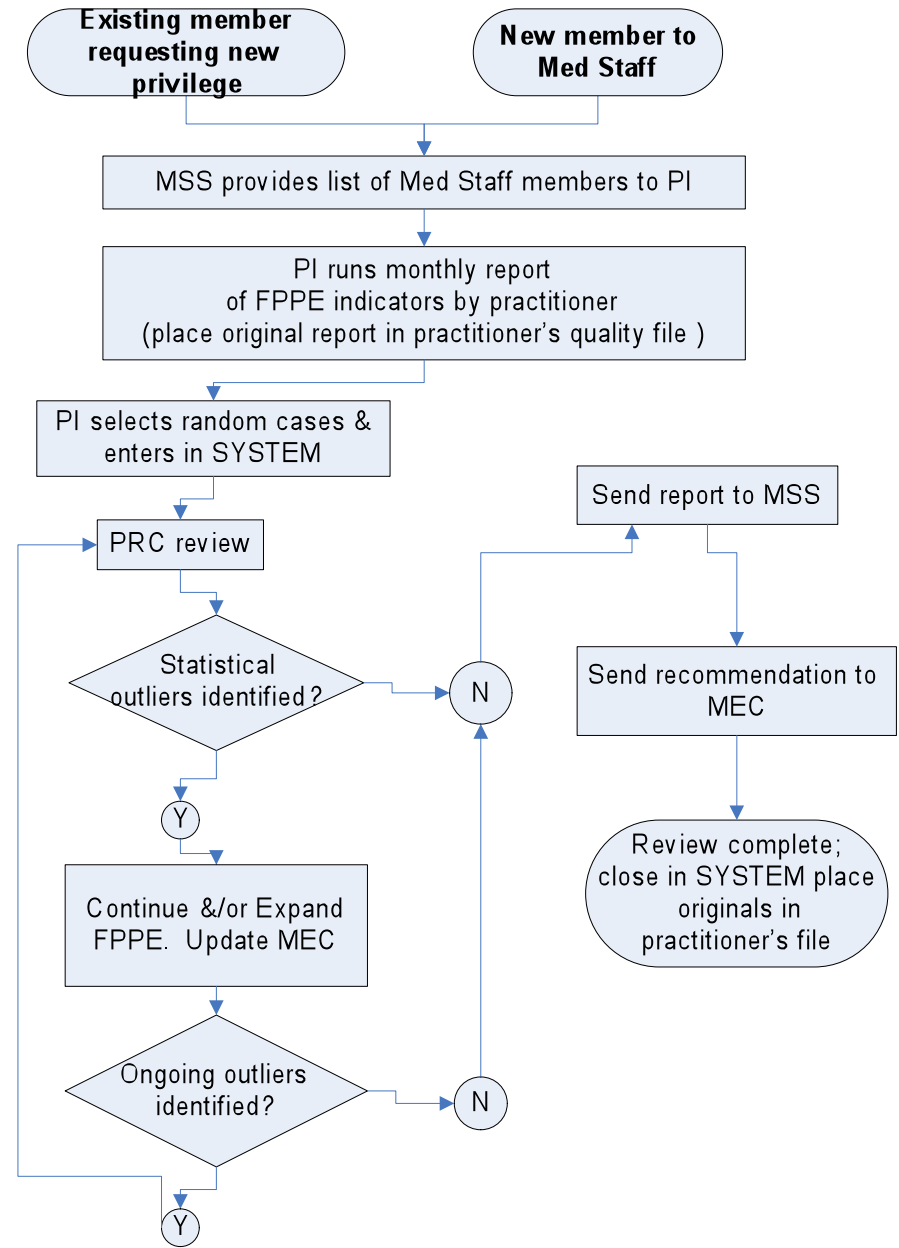 Existing member
requesting new
privilege
New member to
Med Staff
MSS provides list of Med Staff members to PI
PI runs monthly report
of FPPE indicators by practitioner
(place original report in practitioner's quality file )
PI selects random cases &
enters in SYSTEM
PRC review
Statistical
outliers identified?
N
Y
Continue &/or Expand
FPPE. Update MEC
Ongoing outliers
identified?
N
Y
Send report to MSS
Send recommendation to
MEC
Review complete;
close in SYSTEM place
originals in
practitioner's file